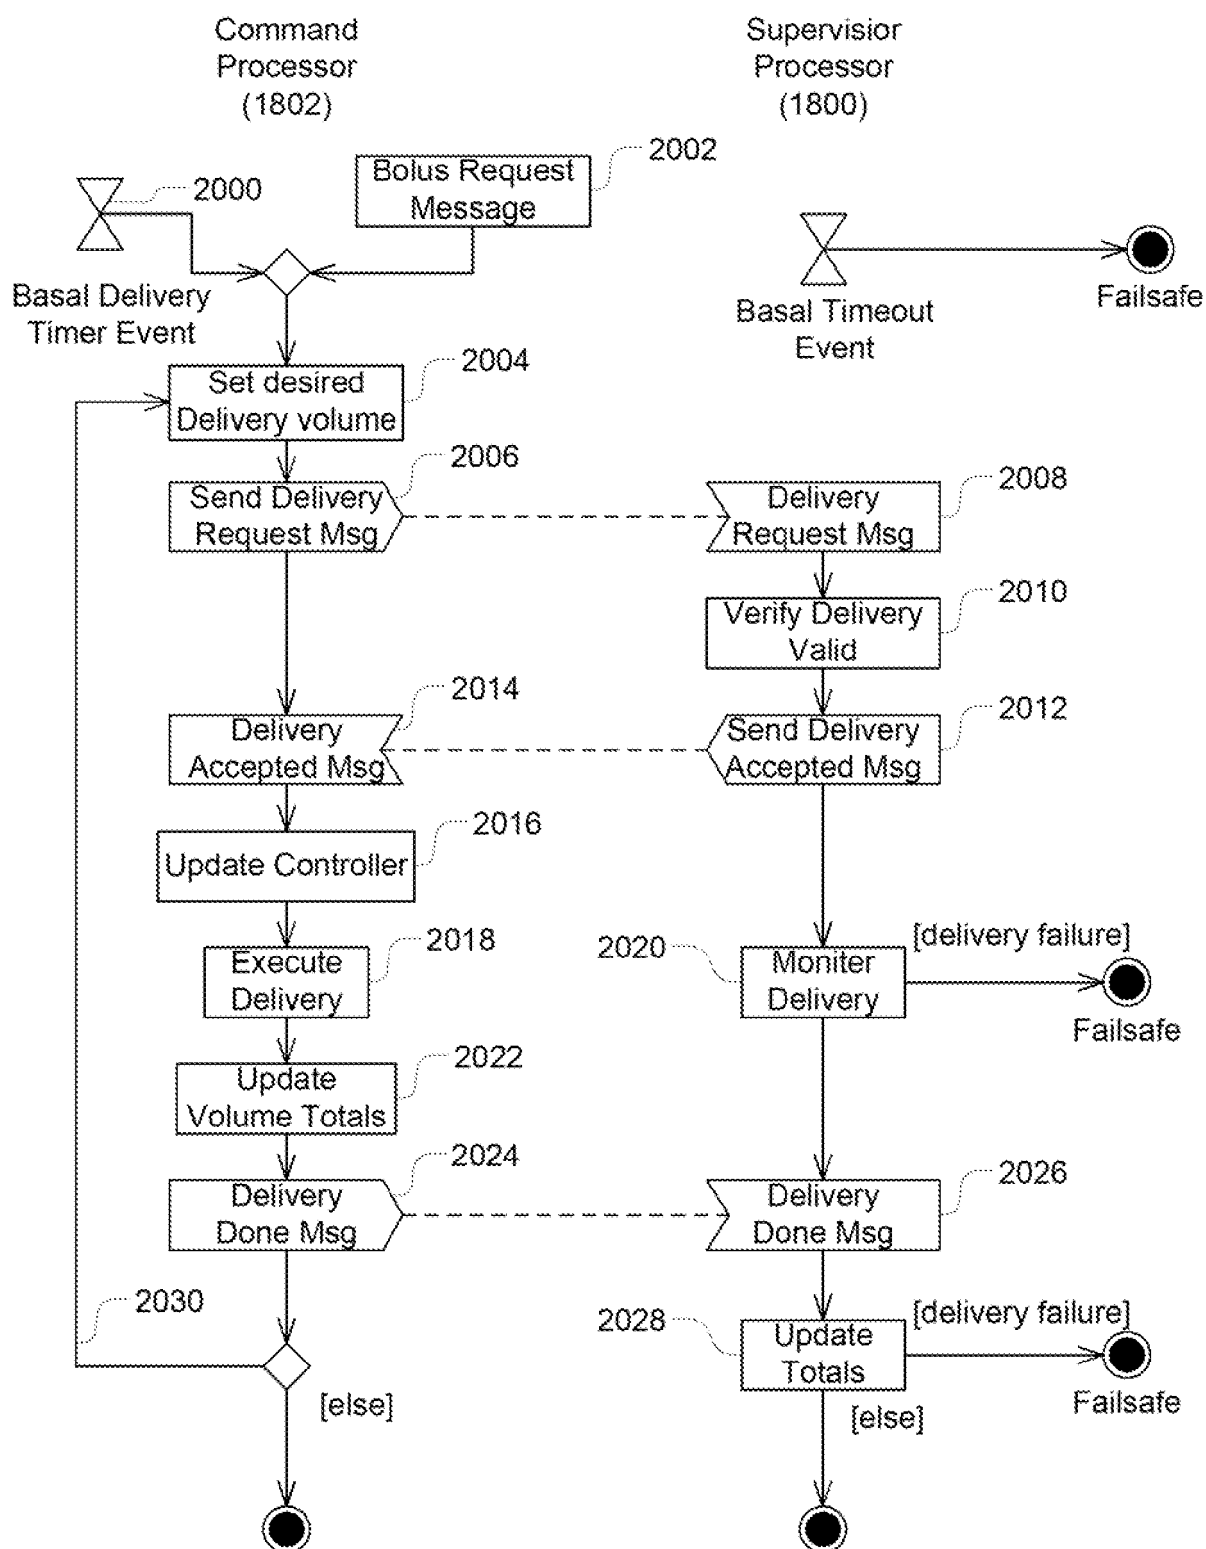 Command
Processor
(1802)
Supervisior
Processor
(1800)
2000
Bolus Request
Message
2002
Basal Delivery
Timer Event
Basal Timeout
Event
Failsafe
Set desired
Delivery volume
2004
Send Delivery
Request Msg
2006
Delivery
Request Msg
2008
Verify Delivery
Valid
2010
Delivery
Accepted Msg
2014
Send Delivery
Accepted Msg
2012
Update Controller
2016
Execute
Delivery
2018
2020
Moniter
Delivery
[delivery failure]
Failsafe
Update
Volume Totals
2022
Delivery
Done Msg
2024
Delivery
Done Msg
2026
2030
[else]
2028
Update
Totals
[delivery failure]
Failsafe
[else]